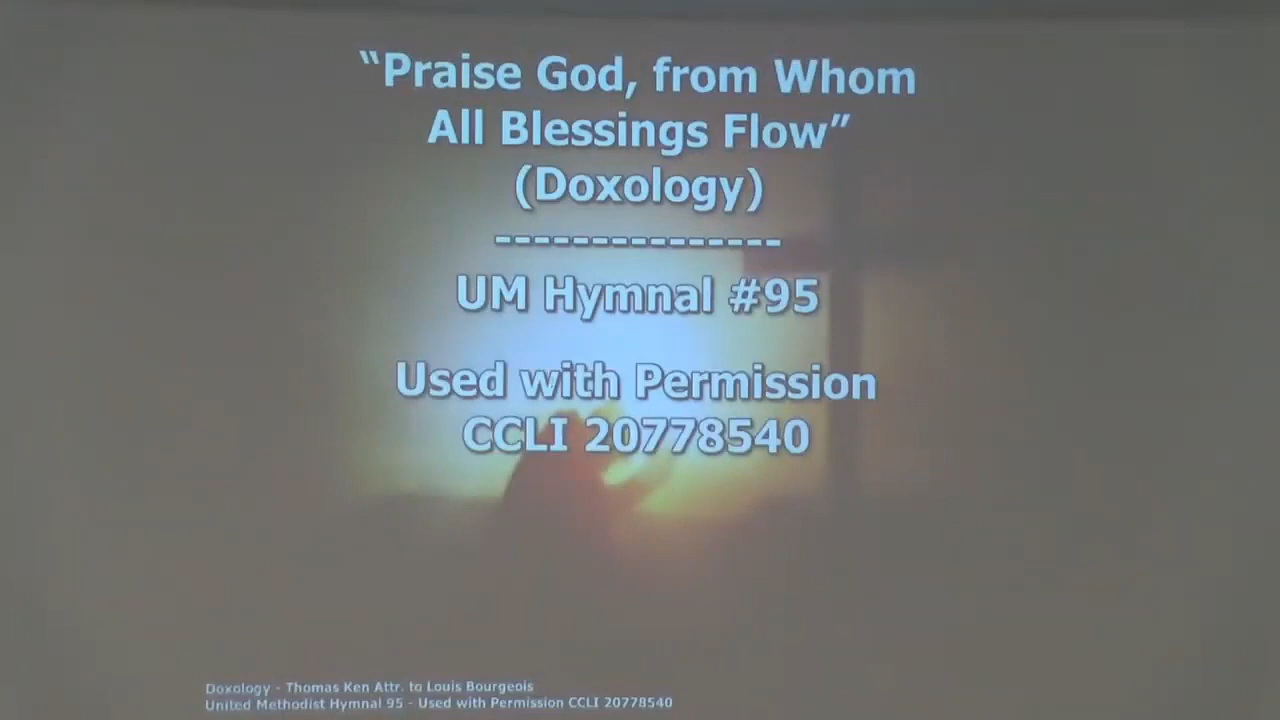 “Praise God, from Whom
All Blessings Flow”
(Doxology)
---------------
UM Hymnal #95
Used with Permission
CCLI 20778540
Doxology - Thomas Ken Attr. to Louis Bourgeois
United Methodist Hymnal 95 - Used with Permission CCLI 20778540